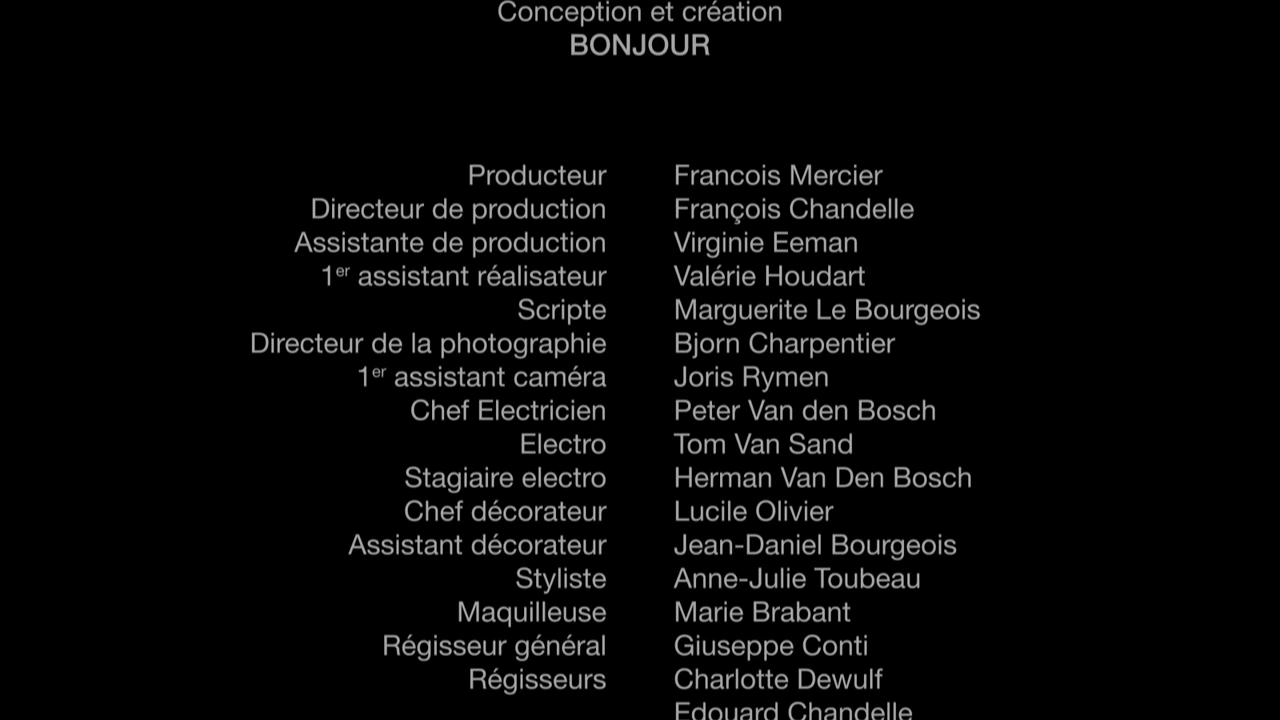 Conception et création
BONJOUR
Producteur Francois Mercier
Directeur de production François Chandelle
Assistante de production Virginie Eeman
1er assistant réalisateur Valérie Houdart
Scripte Marguerite Le Bourgeois
Directeur de la photographie Bjorn Charpentier
1er assistant caméra Joris Rymen
Chef Electricien Peter Van den Bosch
Electro Tom Van Sand
Stagiaire electro Herman Van Den Bosch
Chef décorateur Lucile Olivier
Assistant décorateur Jean-Daniel Bourgeois
Styliste Anne-Julie Toubeau
Maquilleuse Marie Brabant
Régisseur général Giuseppe Conti
Régisseurs Charlotte Dewulf
Edouard Chandelle